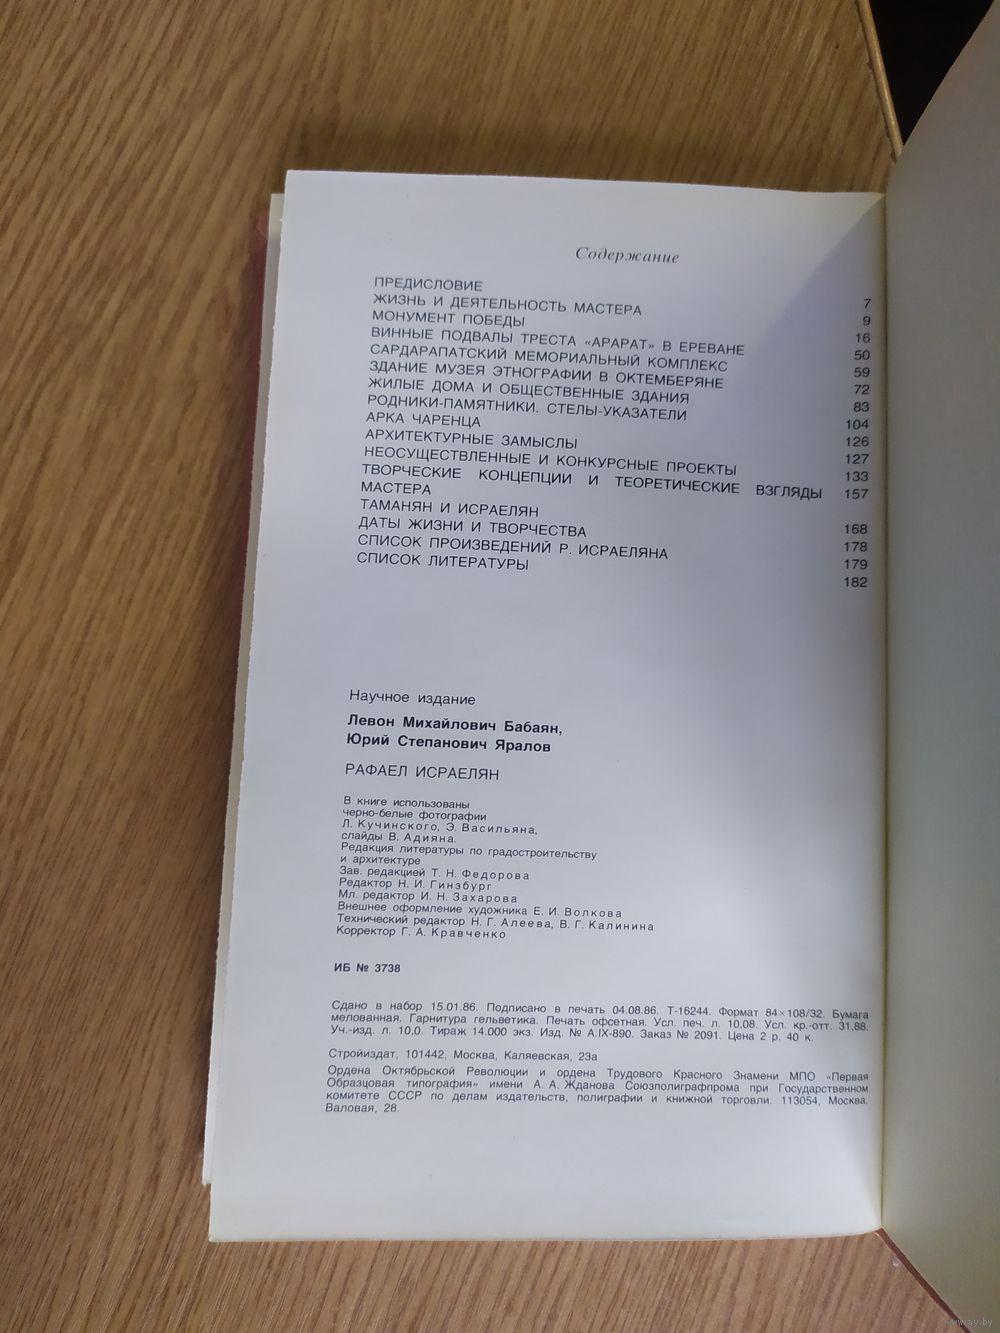 Содержание
ПРЕДИСЛОВИЕ 7
ЖИЗНЬ И ДЕЯТЕЛЬНОСТЬ МАСТЕРА 9
МОНУМЕНТ ПОБЕДЫ 16
ВИННЫЕ ПОДВАЛЫ ТРЕСТА «АРАРАТ» В ЕРЕВАНЕ 50
САРДАРАПАТСКИЙ МЕМОРИАЛЬНЫЙ КОМПЛЕКС 59
ЗДАНИЕ МУЗЕЯ ЭТНОГРАФИИ В ОКТЕМБЕРЯНЕ 72
ЖИЛЫЕ ДОМА И ОБЩЕСТВЕННЫЕ ЗДАНИЯ 83
РОДНИКИ-ПАМЯТНИКИ. СТЕЛЫ-УКАЗАТЕЛИ 104
АРКА ЧАРЕНЦА 126
АРХИТЕКТУРНЫЕ ЗАМЫСЛЫ 127
НЕОСУЩЕСТВЛЕННЫЕ И КОНКУРСНЫЕ ПРОЕКТЫ 133
ТВОРЧЕСКИЕ КОНЦЕПЦИИ И ТЕОРЕТИЧЕСКИЕ ВЗГЛЯДЫ 157
МАСТЕРА
ТАМАНЯН И ИСРАЕЛЯН 168
ДАТЫ ЖИЗНИ И ТВОРЧЕСТВА 178
СПИСОК ПРОИЗВЕДЕНИЙ Р. ИСРАЕЛЯНА 179
СПИСОК ЛИТЕРАТУРЫ 182
Научное издание
Левон Михайлович Бабаян,
Юрий Степанович Яралов
РАФАЕЛ ИСРАЕЛЯН
В книге использованы
черно-белые фотографии
Л. Кучинского, Э. Васильяна,
слайды В. Адияна.
Редакция литературы по градостроительству
и архитектуре
Зав. редакцией Т. Н. Федорова
Редактор Н. И. Гинзбург
Мл. редактор И. Н. Захарова
Внешнее оформление художника Е. И. Волкова
Технический редактор Н. Г. Алеева, В. Г. Калинина
Корректор Г. А. Кравченко
ИБ № 3738
Сдано в набор 15.01.86. Подписано в печать 04.08.86. Т-16244. Формат 84×108/32. Бумага
мелованная. Гарнитура гельветика. Печать офсетная. Усл. печ. л. 10,08. Усл. кр.-отт. 31,88.
Уч.-изд. л. 10,0. Тираж 14.000 экз. Изд. № А.IX-890. Заказ № 2091. Цена 2 р. 40 к.
Стройиздат, 101442, Москва, Каляевская, 23а
Ордена Октябрьской Революции и ордена Трудового Красного Знамени МПО «Первая
Образцовая типография» имени А. А. Жданова Союзполиграфпрома при Государственном
комитете СССР по делам издательств, полиграфии и книжной торговли. 113054, Москва,
Валовая, 28.
www.ay.by